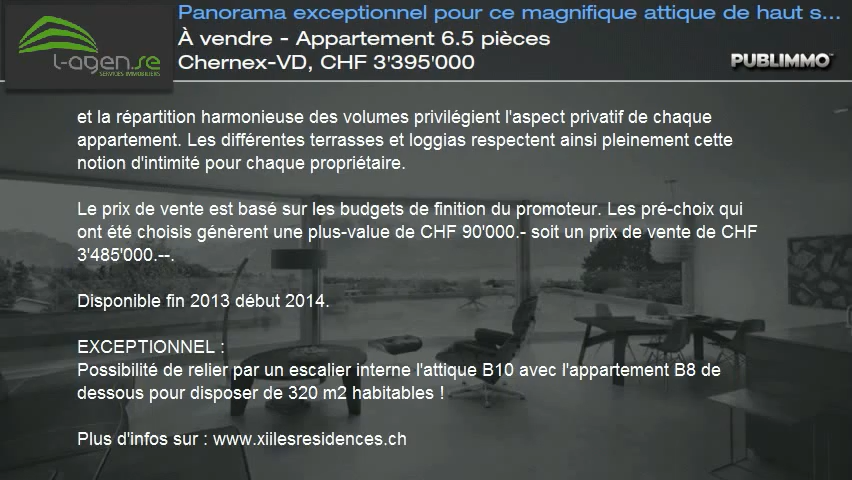 Panorama exceptionnel pour ce magnifique attique de haut s...
l-agen.se
SERVICES IMMOBILIERS
À vendre - Appartement 6.5 pièces
Chernex-VD, CHF 3'395'000
PUBLIMMO™
et la répartition harmonieuse des volumes privilégient l'aspect privatif de chaque
appartement. Les différentes terrasses et loggias respectent ainsi pleinement cette
notion d'intimité pour chaque propriétaire.
Le prix de vente est basé sur les budgets de finition du promoteur. Les pré-choix qui
ont été choisis génèrent une plus-value de CHF 90'000.- soit un prix de vente de CHF
3'485'000.--.
Disponible fin 2013 début 2014.
EXCEPTIONNEL :
Possibilité de relier par un escalier interne l'attique B10 avec l'appartement B8 de
dessous pour disposer de 320 m2 habitables !
Plus d'infos sur : www.xiilesresidences.ch